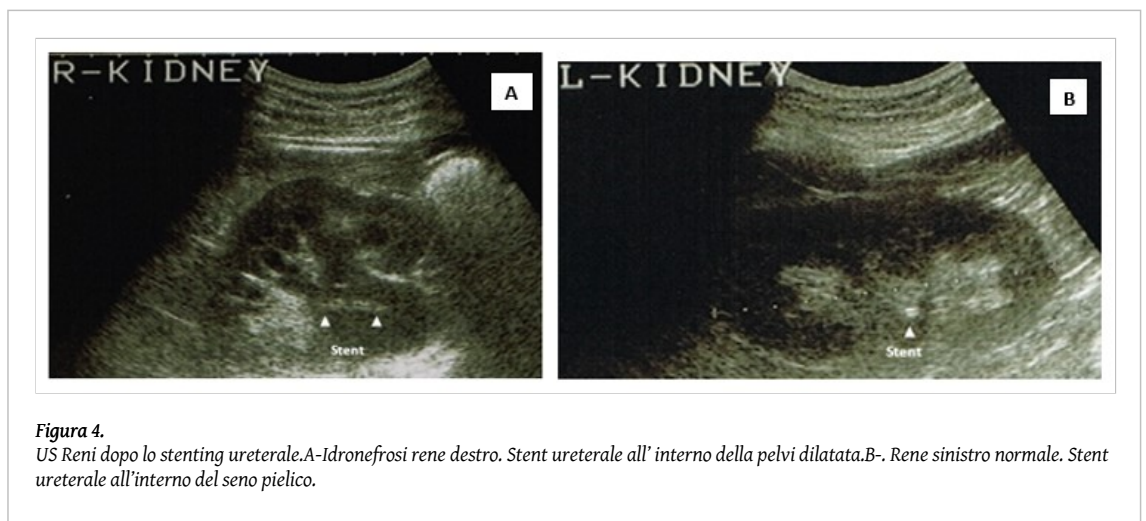 R-KIDNEY
A
Stent
L-KIDNEY
B
Stent
Figura 4.
US Reni dopo lo stenting ureterale.A-Idronefrosi rene destro. Stent ureterale all' interno della pelvi dilatata.B-. Rene sinistro normale. Stent
ureterale all'interno del seno pielico.